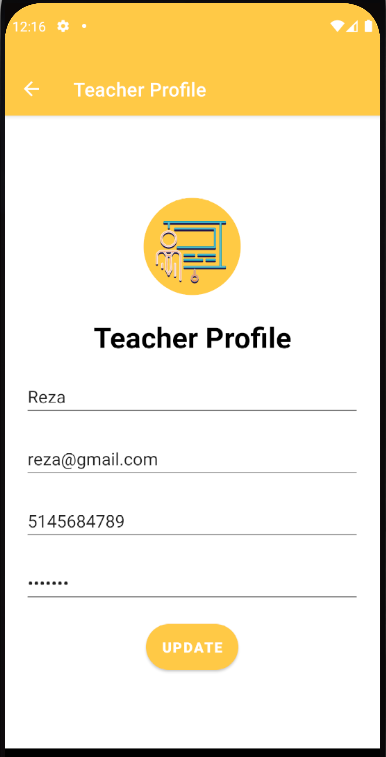 12:16
Teacher Profile
Teacher Profile
Reza
reza@gmail.com
5145684789
•••••••
UPDATE